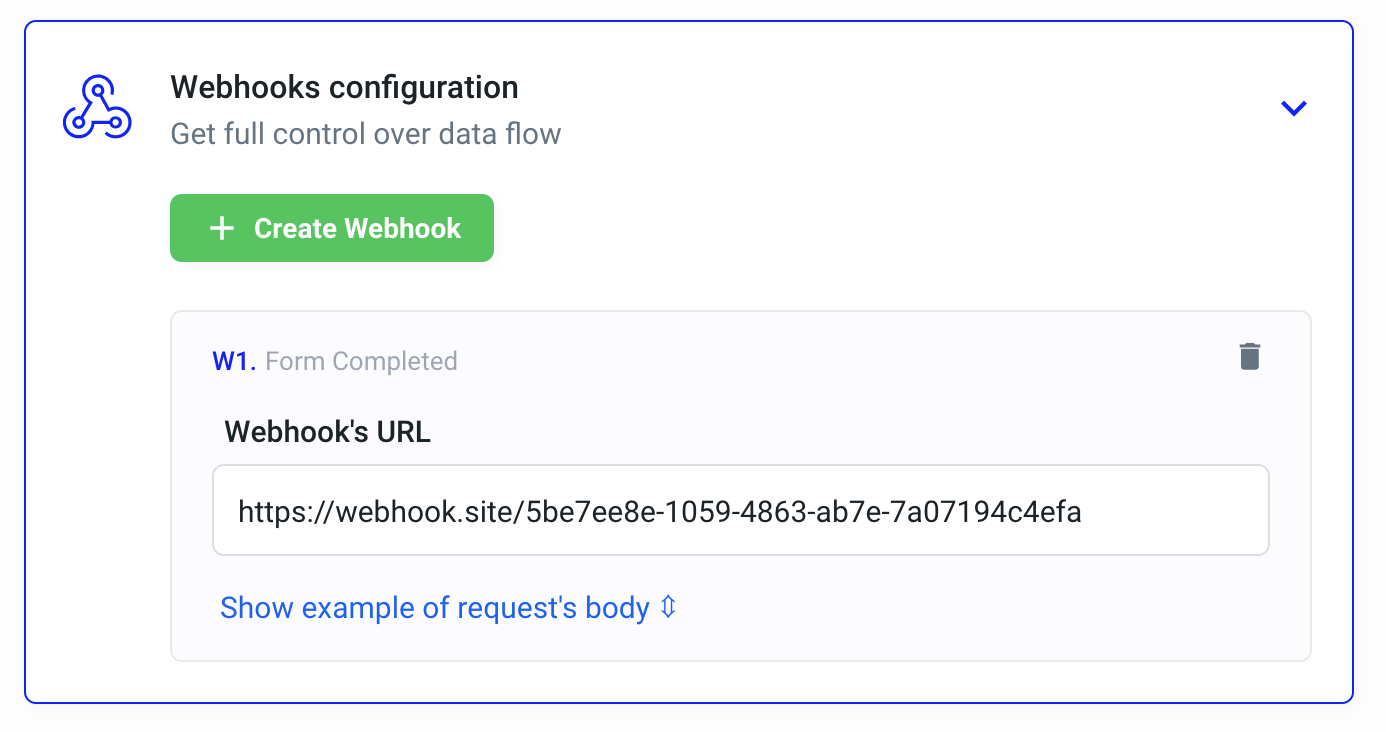 Webhooks configuration
Get full control over data flow
+ Create Webhook
W1. Form Completed
Webhook's URL
https://webhook.site/5be7ee8e-1059-4863-ab7e-7a07194c4efa
Show example of request's body ⇳